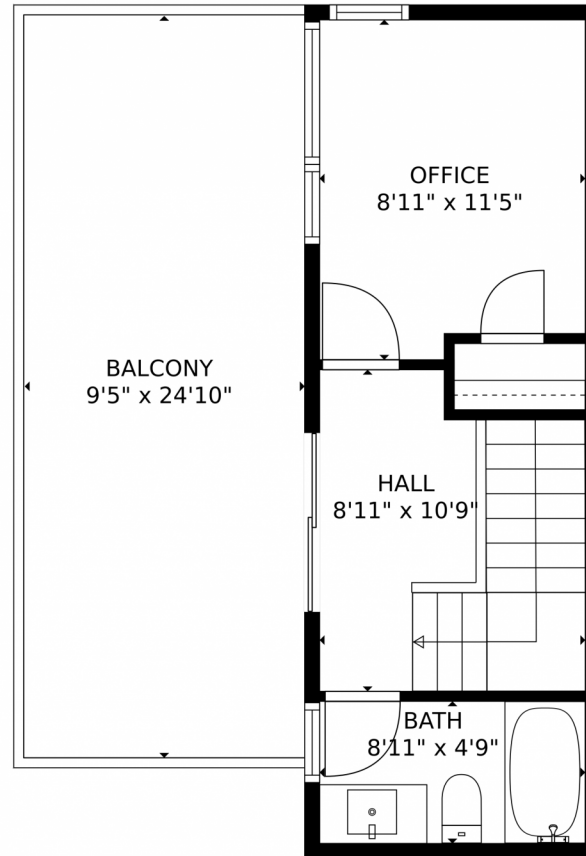 OFFICE
8'11" x 11'5"
BALCONY
9'5" x 24'10"
HALL
8'11" x 10'9"
BATH
8'11" x 4'9"